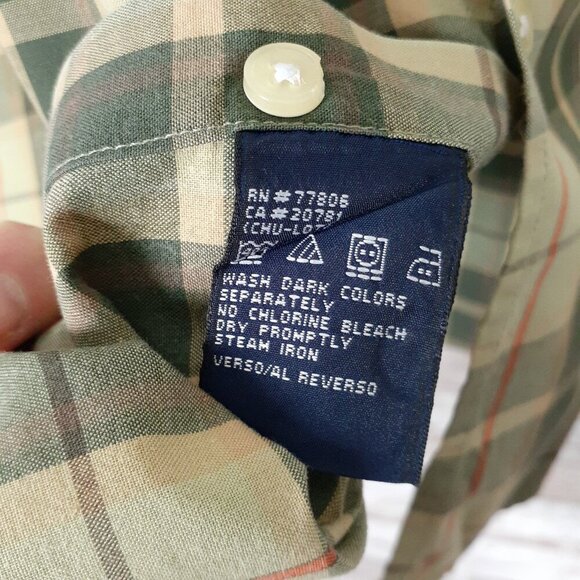 RN#77806
CA#20781
WASH DARK COLORS
SEPARATELY
NO CHLORINE BLEACH
DRY PROMPTLY
STEAM IRON
VERSO/AL REVERSO